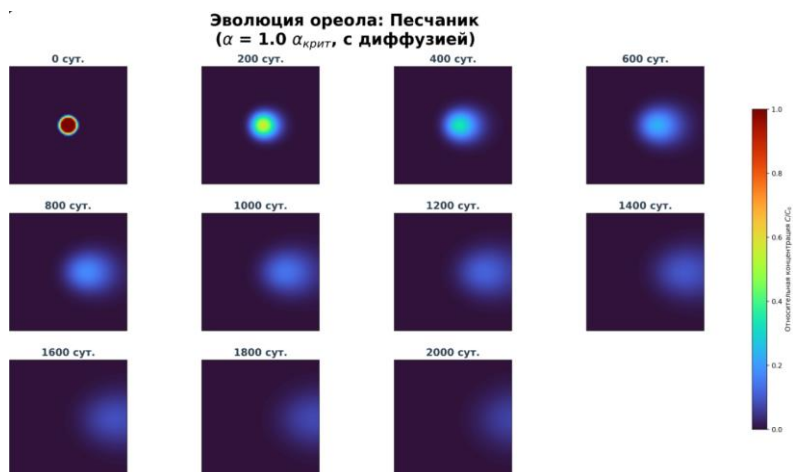 Эволюция ореола: Песчаник
(α = 1.0 αкрит, с диффузией)
0 сут.
200 сут.
400 сут.
600 сут.
800 сут.
1000 сут.
1200 сут.
1400 сут.
1600 сут.
1800 сут.
2000 сут.
1.0
0.8
0.6
0.4
0.2
0.0
Относительная концентрация C/C₀